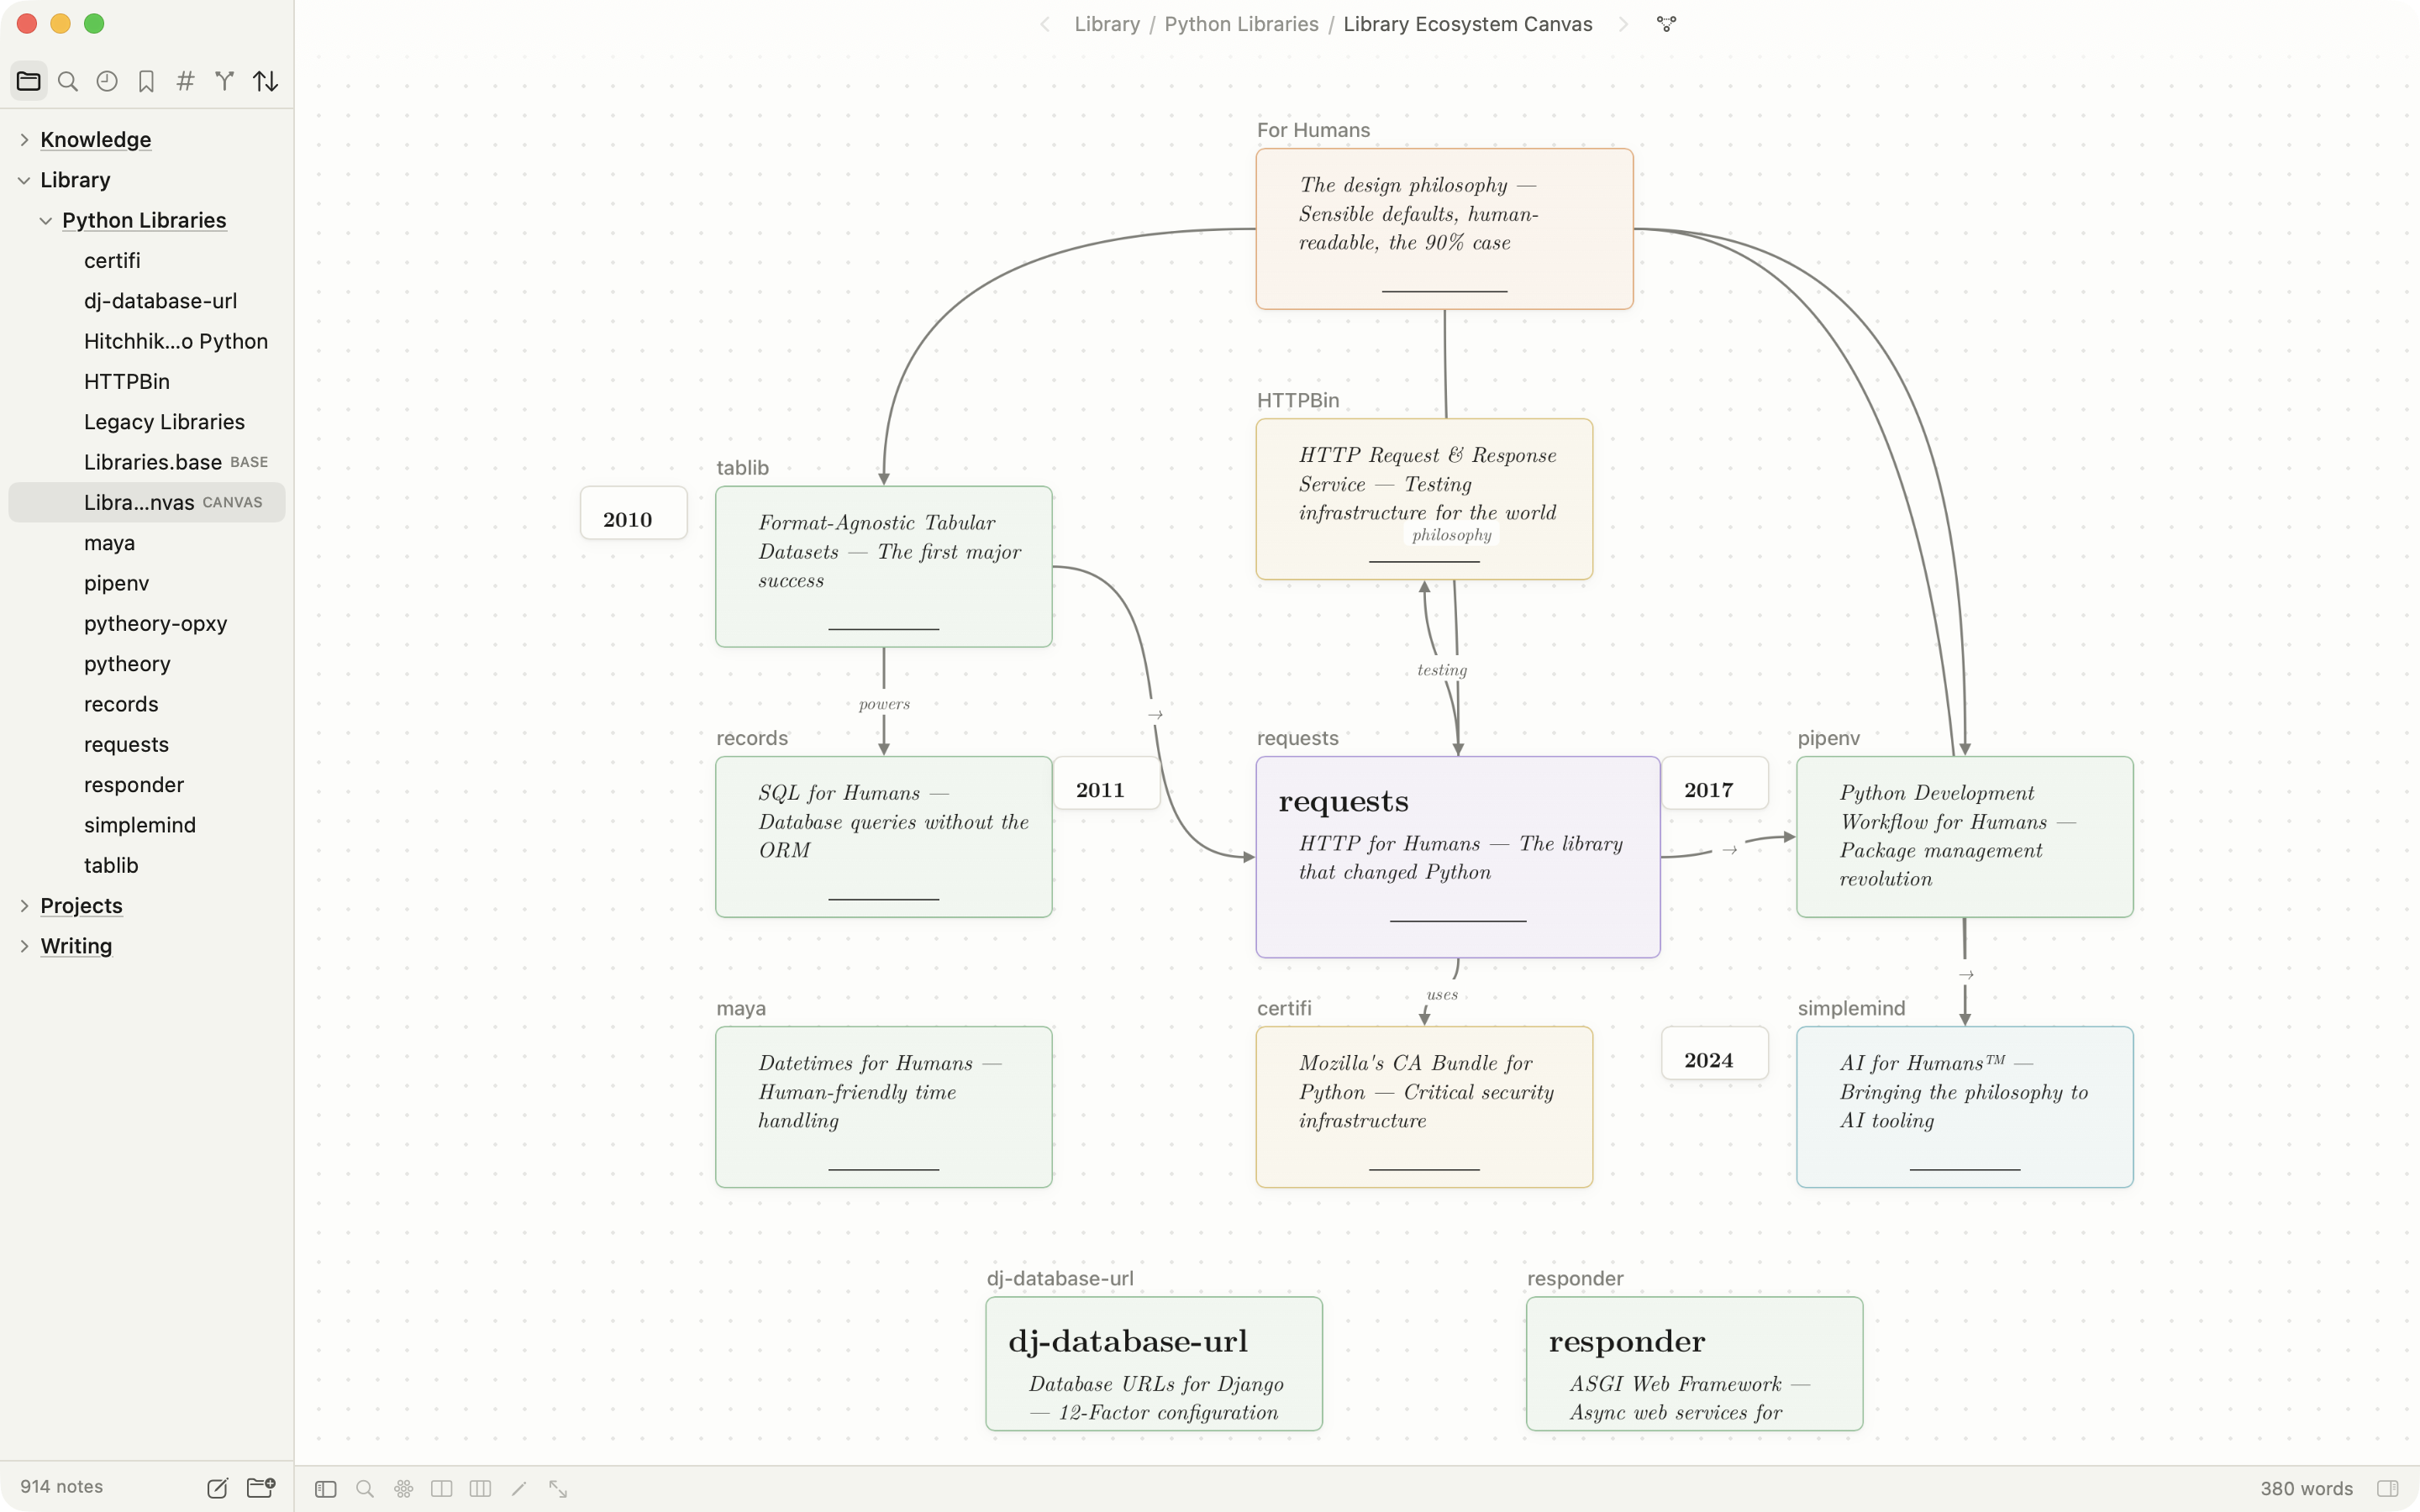 Library / Python Libraries / Library Ecosystem Canvas
Knowledge
Library
Python Libraries
certifi
dj-database-url
Hitchhik...o Python
HTTPBin
Legacy Libraries
Libraries.base BASE
Libra...nvas CANVAS
maya
pipenv
pytheory-opxy
pytheory
records
requests
responder
simplemind
tablib
Projects
Writing
914 notes
For Humans
The design philosophy —
Sensible defaults, human-
readable, the 90% case
HTTPBin
HTTP Request & Response
Service — Testing
infrastructure for the world
philosophy
tablib
2010
Format-Agnostic Tabular
Datasets — The first major
success
testing
powers
→
records
SQL for Humans —
Database queries without the
ORM
2011
requests
requests
HTTP for Humans — The library
that changed Python
2017
→
pipenv
Python Development
Workflow for Humans —
Package management
revolution
uses
→
maya
Datetimes for Humans —
Human-friendly time
handling
certifi
Mozilla's CA Bundle for
Python — Critical security
infrastructure
2024
simplemind
AI for Humans™ —
Bringing the philosophy to
AI tooling
dj-database-url
dj-database-url
Database URLs for Django
— 12-Factor configuration
responder
responder
ASGI Web Framework —
Async web services for
380 words